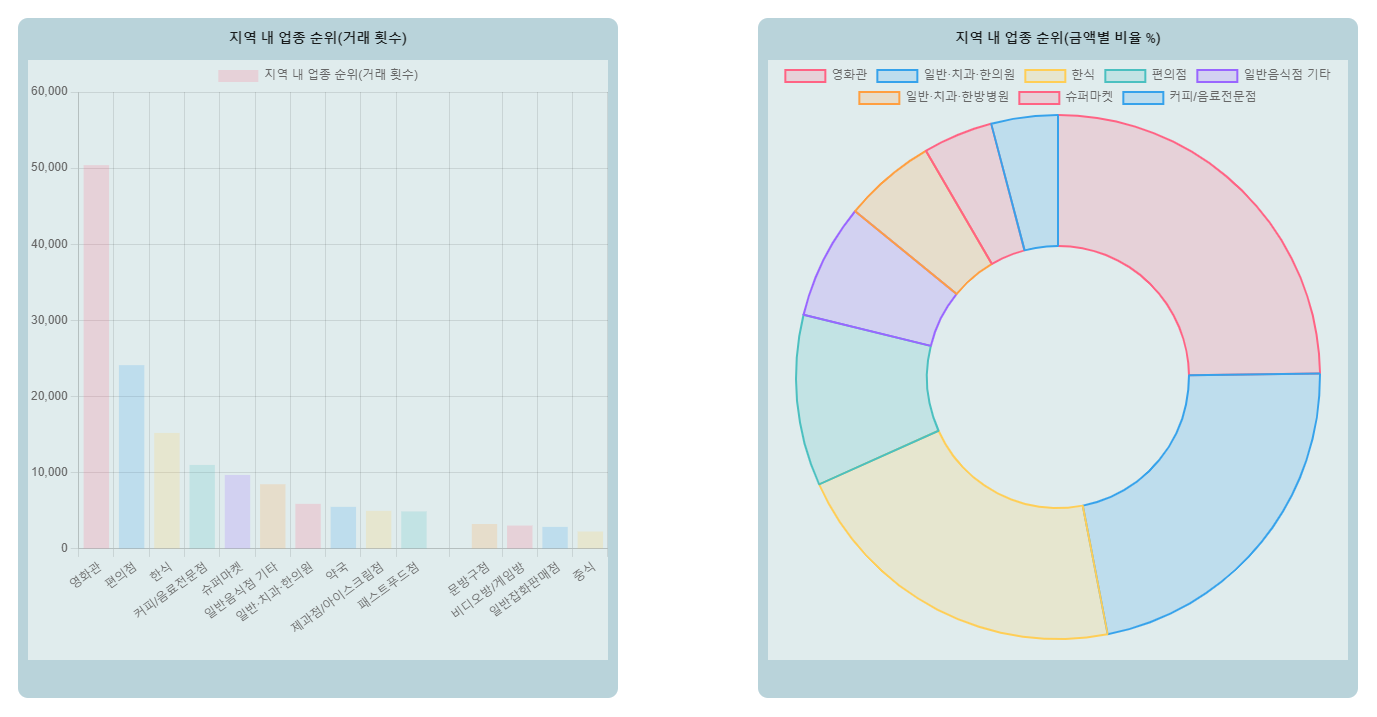 지역 내 업종 순위(거래 횟수)
지역 내 업종 순위(거래 횟수)
60,000
50,000
40,000
30,000
20,000
10,000
0
영화관
편의점
한식
커피/음료전문점
슈퍼마켓
일반음식점 기타
일반·치과·한의원
약국
제과점/아이스크림점
패스트푸드점
문방구점
비디오방/게임방
일반잡화판매점
중식
지역 내 업종 순위(금액별 비율 %)
영화관 일반·치과·한의원 한식 편의점 일반음식점 기타
일반·치과·한방병원 슈퍼마켓 커피/음료전문점